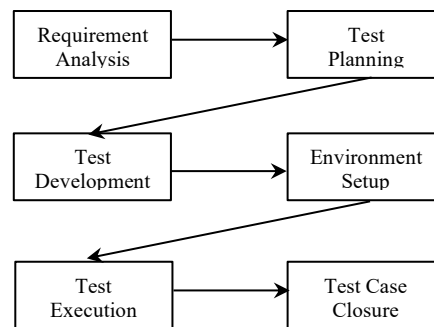 Requirement
Analysis
Test
Planning
Test
Development
Environment
Setup
Test
Execution
Test Case
Closure